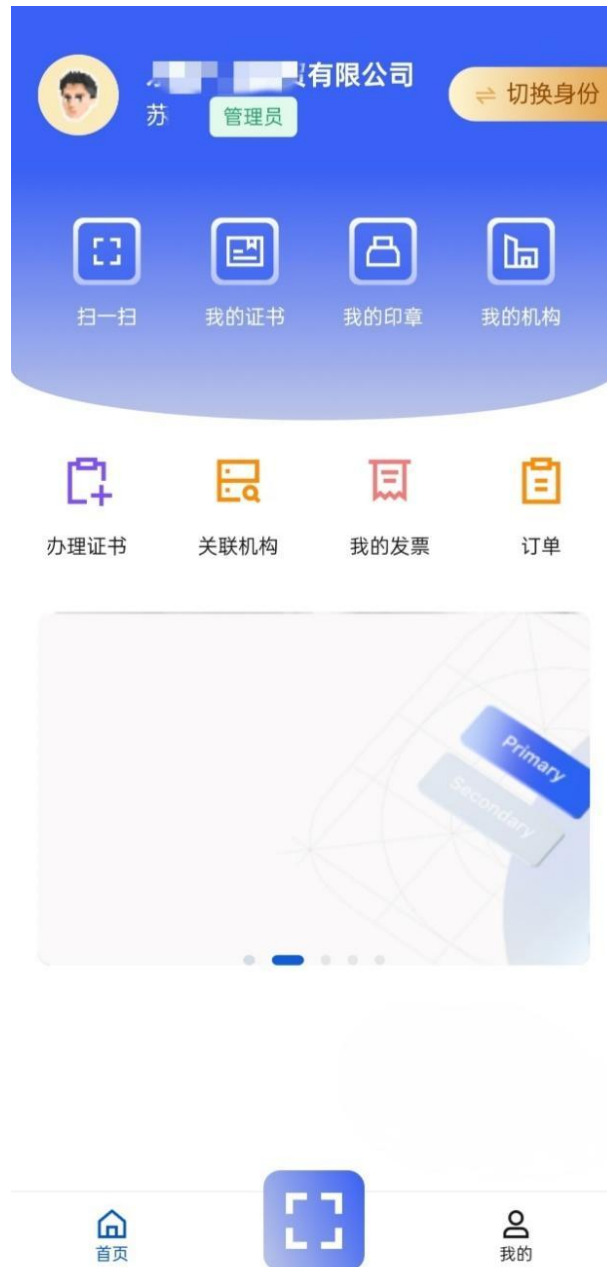 有限公司
切换身份
苏
管理员
扫一扫 我的证书 我的印章 我的机构
办理证书 关联机构 我的发票 订单
Primary
Secondary
首页 我的